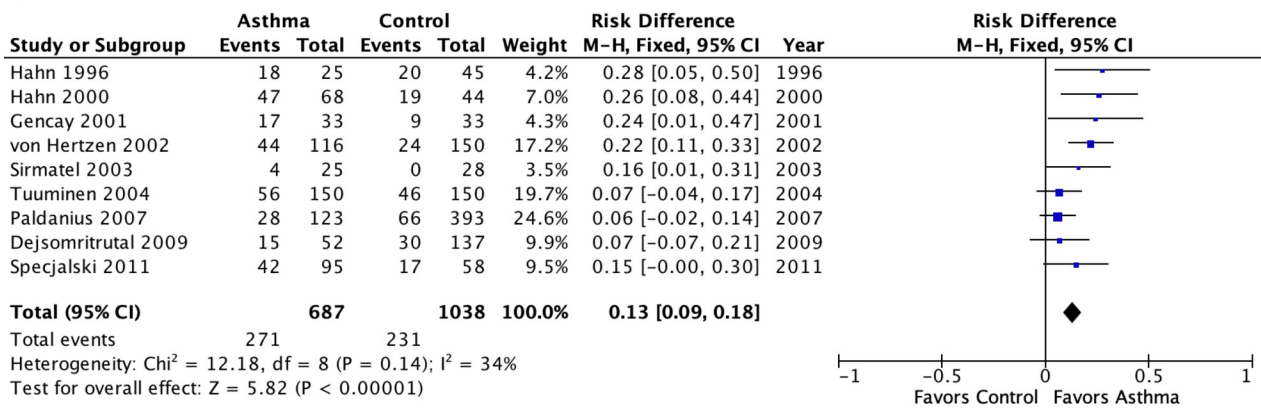 Asthma Control Risk Difference Risk Difference
Study or Subgroup Events Total Events Total Weight M-H, Fixed, 95% CI Year M-H, Fixed, 95% CI
Hahn 1996 18 25 20 45 4.2% 0.28 [0.05, 0.50] 1996
Hahn 2000 47 68 19 44 7.0% 0.26 [0.08, 0.44] 2000
Gencay 2001 17 33 9 33 4.3% 0.24 [0.01, 0.47] 2001
von Hertzen 2002 44 116 24 150 17.2% 0.22 [0.11, 0.33] 2002
Sirmatel 2003 4 25 0 28 3.5% 0.16 [0.01, 0.31] 2003
Tuuminen 2004 56 150 46 150 19.7% 0.07 [-0.04, 0.17] 2004
Paldanius 2007 28 123 66 393 24.6% 0.06 [-0.02, 0.14] 2007
Dejsomritrutal 2009 15 52 30 137 9.9% 0.07 [-0.07, 0.21] 2009
Specjalski 2011 42 95 17 58 9.5% 0.15 [-0.00, 0.30] 2011
Total (95% CI) 687 1038 100.0% 0.13 [0.09, 0.18]
Total events 271 231
Heterogeneity: Chi² = 12.18, df = 8 (P = 0.14); I² = 34%
Test for overall effect: Z = 5.82 (P < 0.00001)
-1 -0.5 0 0.5 1
Favors Control Favors Asthma